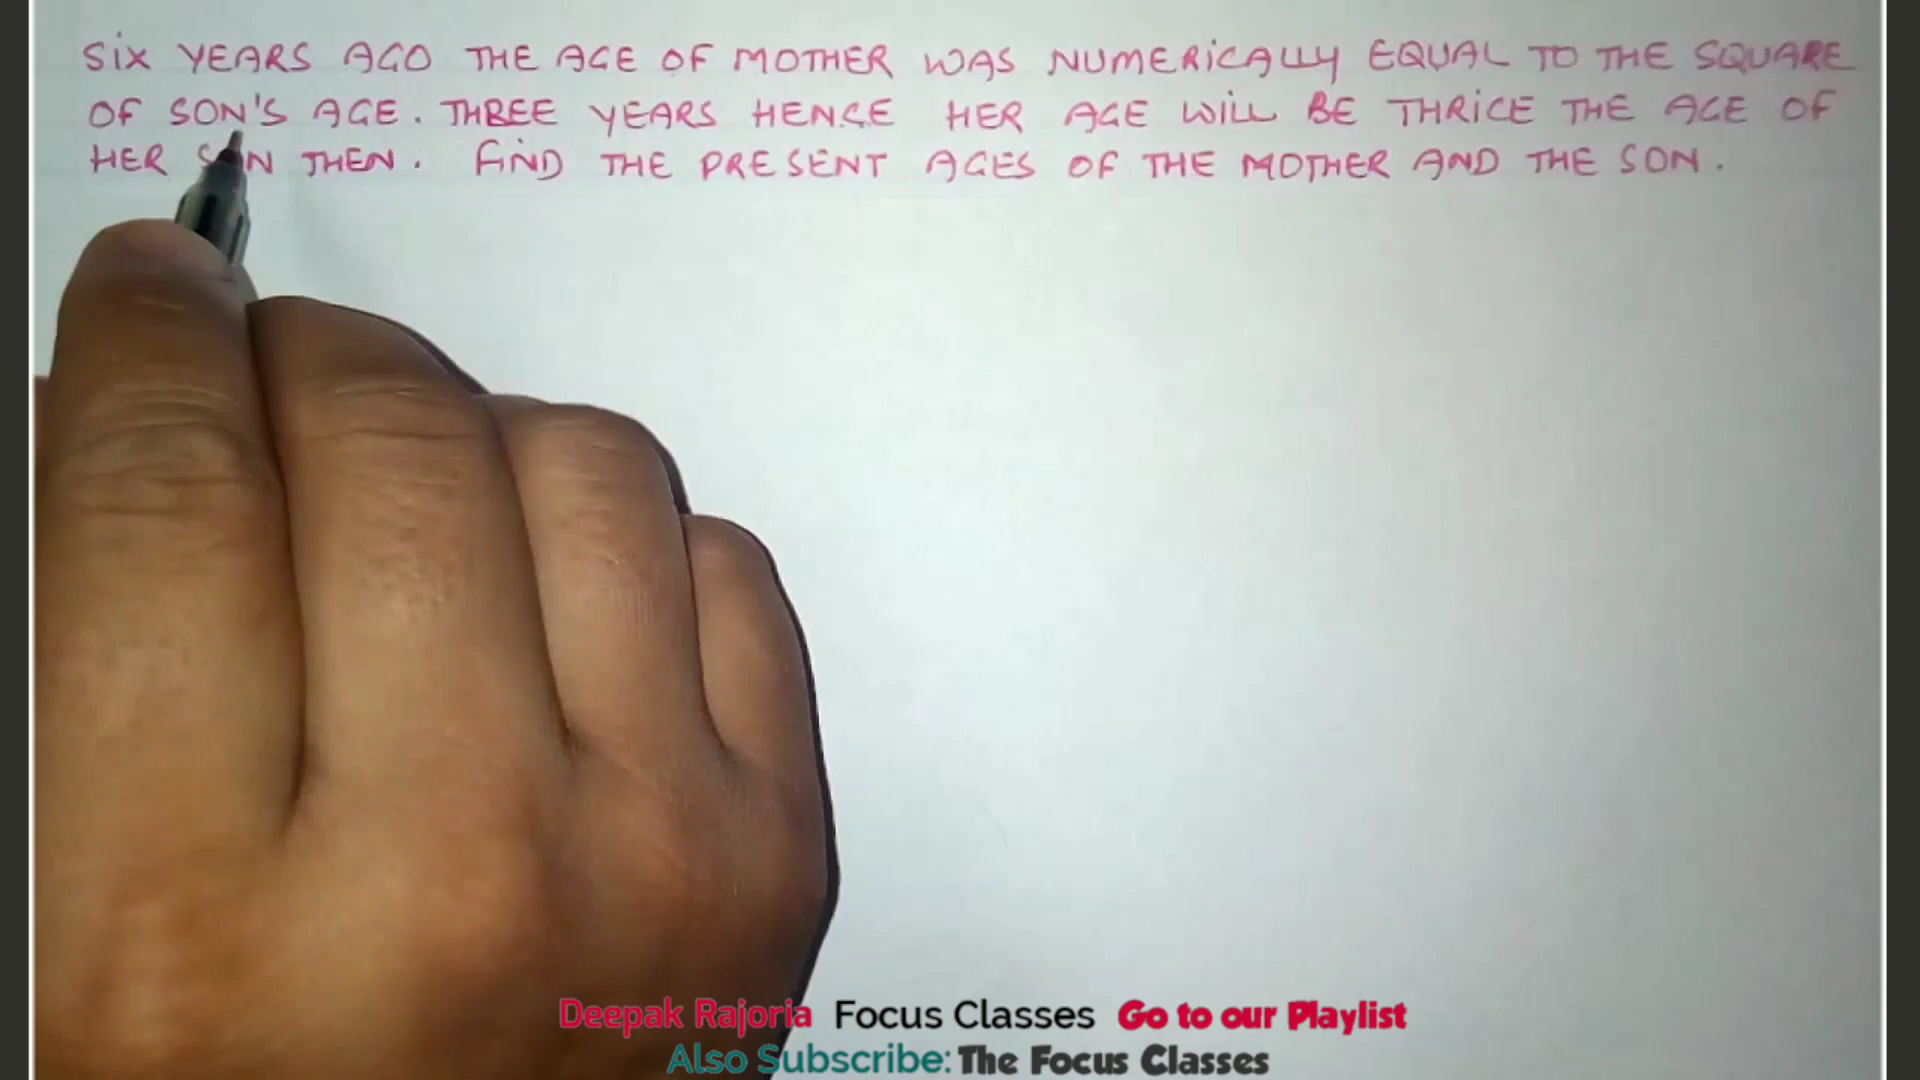 SIX YEARS AGO THE AGE OF MOTHER WAS NUMERICALLY EQUAL TO THE SQUARE
OF SON'S AGE. THREE YEARS HENCE HER AGE WILL BE THRICE THE AGE OF
HER SON THEN. FIND THE PRESENT AGES OF THE MOTHER AND THE SON.
Deepak Rajoria Focus Classes Go to our Playlist
Also Subscribe: The Focus Classes